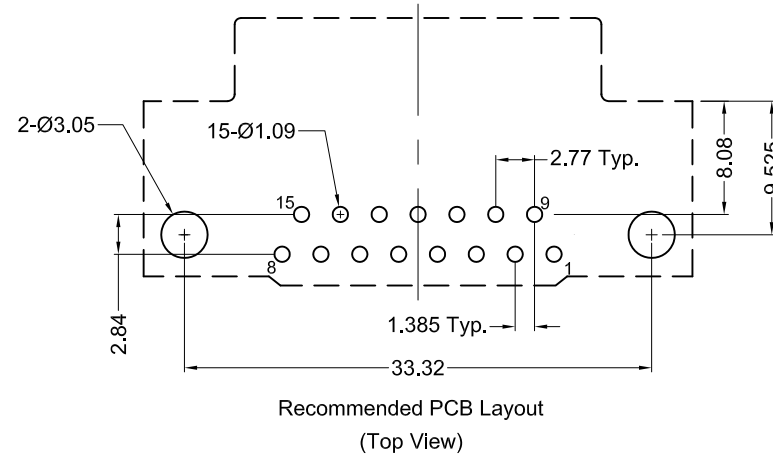 2-Ø3.05
15-Ø1.09
2.77 Typ.
8.08
9.525
15
9
8
1
2.84
1.385 Typ.
33.32
Recommended PCB Layout
(Top View)